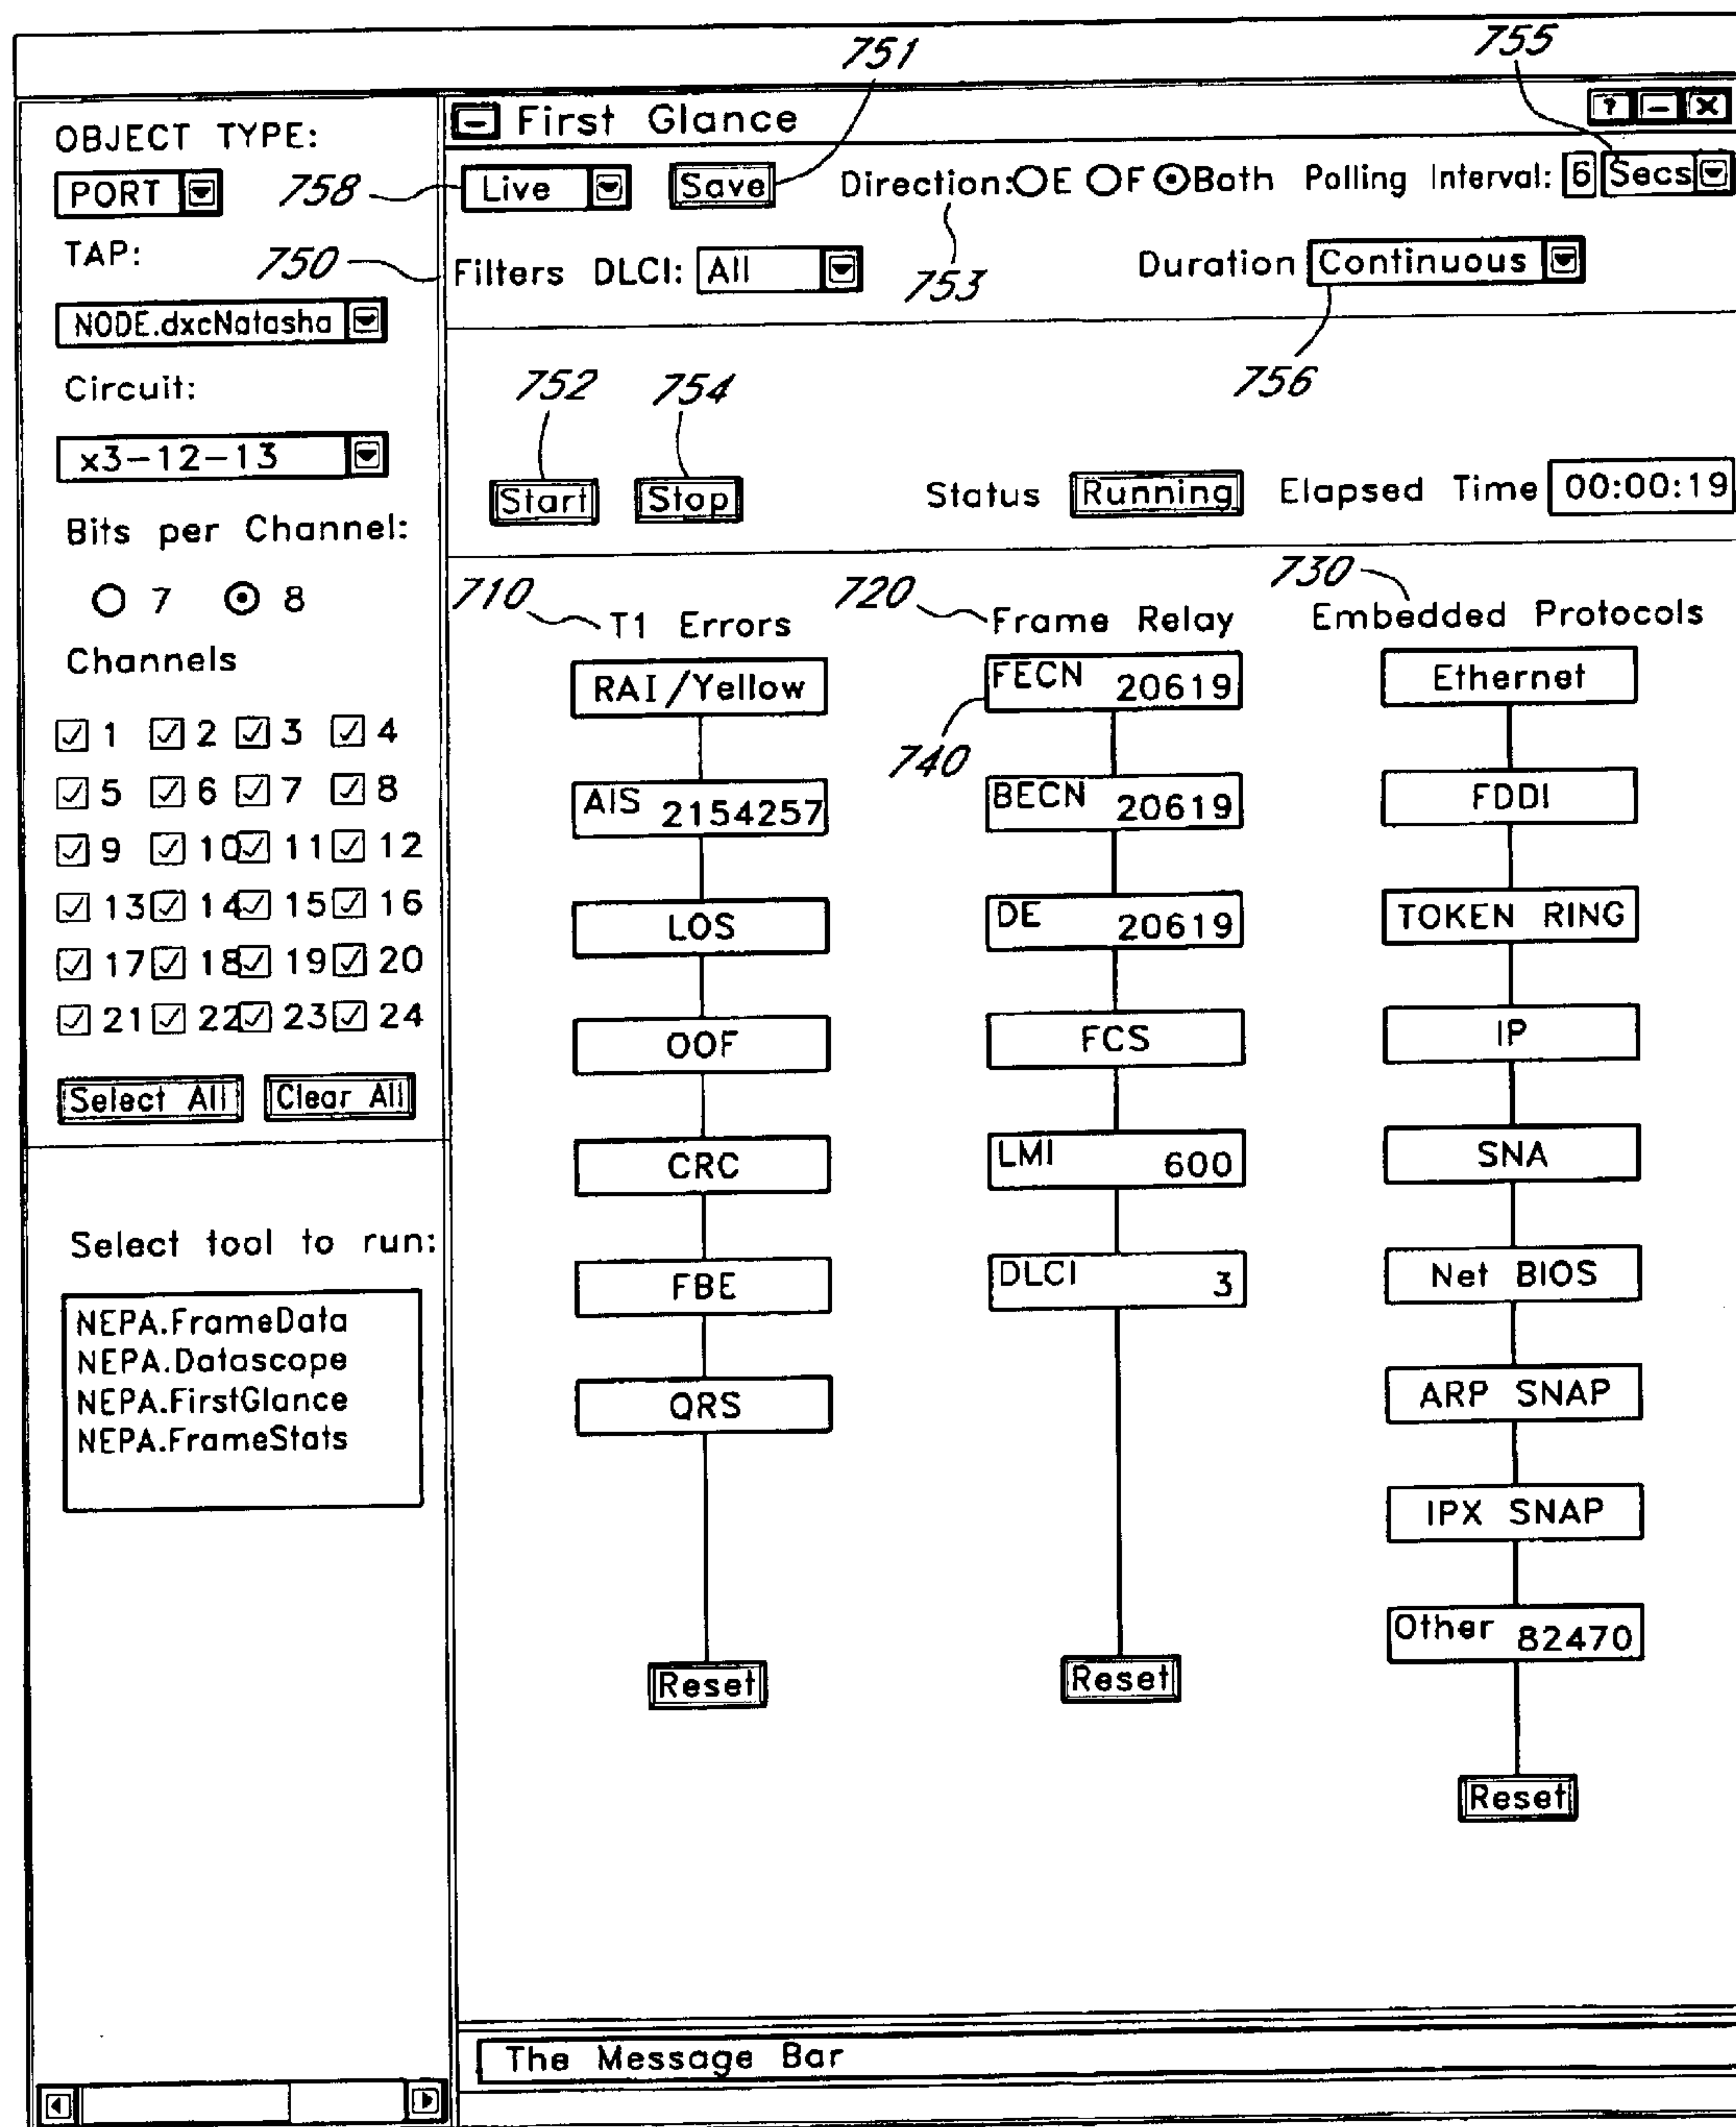 751
755
OBJECT TYPE:
PORT
TAP:
NODE.dxcNatasha
Circuit:
x3-12-13
Bits per Channel:
7 8
Channels
1 2 3 4
5 6 7 8
9 10 11 12
13 14 15 16
17 18 19 20
21 22 23 24
Select All Clear All
Select tool to run:
NEPA.FrameData
NEPA.Datascope
NEPA.FirstGlance
NEPA.FrameStats
First Glance ? – X
758
Live Save Direction: E F Both Polling Interval: 6 Secs
750
Filters DLCI: All Duration Continuous
753
756
752 754
Start Stop Status Running Elapsed Time 00:00:19
710
T1 Errors
RAI/Yellow
AIS 2154257
LOS
OOF
CRC
FBE
QRS
Reset
720
Frame Relay
FECN 20619
740
BECN 20619
DE 20619
FCS
LMI 600
DLCI 3
Reset
730
Embedded Protocols
Ethernet
FDDI
TOKEN RING
IP
SNA
Net BIOS
ARP SNAP
IPX SNAP
Other 82470
Reset
The Message Bar